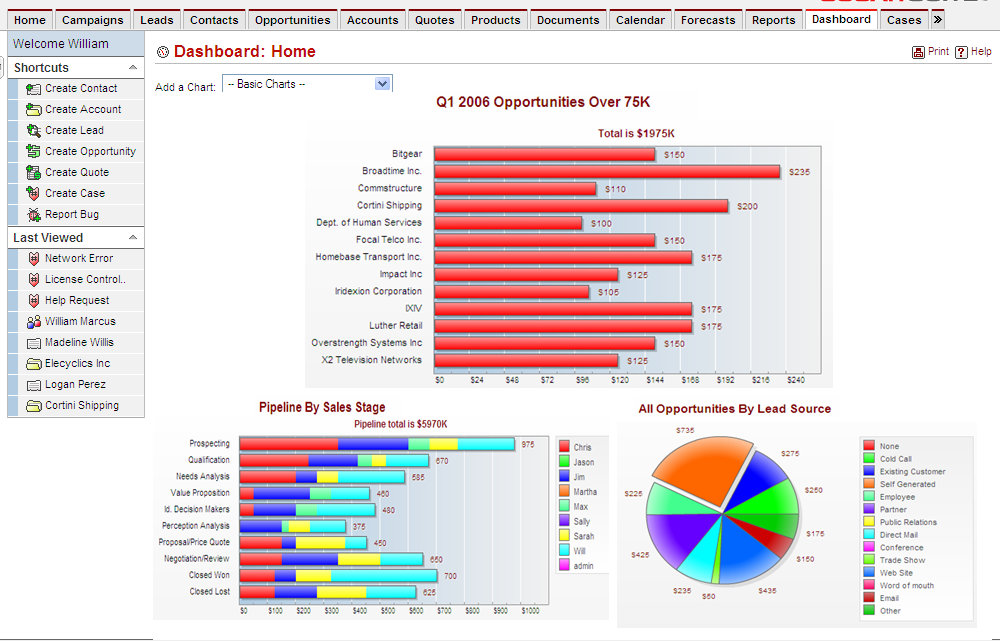 Home Campaigns Leads Contacts Opportunities Accounts Quotes Products Documents Calendar Forecasts Reports Dashboard Cases »
Welcome William
Shortcuts
Create Contact
Create Account
Create Lead
Create Opportunity
Create Quote
Create Case
Report Bug
Last Viewed
Network Error
License Control..
Help Request
William Marcus
Madeline Willis
Elecyclics Inc
Logan Perez
Cortini Shipping
Dashboard: Home
Print ? Help
Add a Chart: -- Basic Charts --
Q1 2006 Opportunities Over 75K
Total is $1975K
Bitgear $150
Broadtime Inc. $235
Commstructure $110
Cortini Shipping $200
Dept. of Human Services $100
Focal Telco Inc. $150
Homebase Transport Inc. $175
Impact Inc $125
Iridexion Corporation $105
IXIV $175
Luther Retail $175
Overstrength Systems Inc $150
X2 Television Networks $125
$0 $24 $48 $72 $96 $120 $144 $168 $192 $216 $240
Pipeline By Sales Stage
Pipeline total is $5970K
Prospecting 975
Qualification 670
Needs Analysis 585
Value Proposition 460
Id. Decision Makers 480
Perception Analysis 375
Proposal/Price Quote 450
Negotiation/Review 650
Closed Won 700
Closed Lost 625
$0 $100 $200 $300 $400 $500 $600 $700 $800 $900 $1000
Chris
Jason
Jim
Martha
Max
Sally
Sarah
Will
admin
All Opportunities By Lead Source
$735
$275
$250
$175
$150
$435
$50
$235
$425
$225
None
Cold Call
Existing Customer
Self Generated
Employee
Partner
Public Relations
Direct Mail
Conference
Trade Show
Web Site
Word of mouth
Email
Other